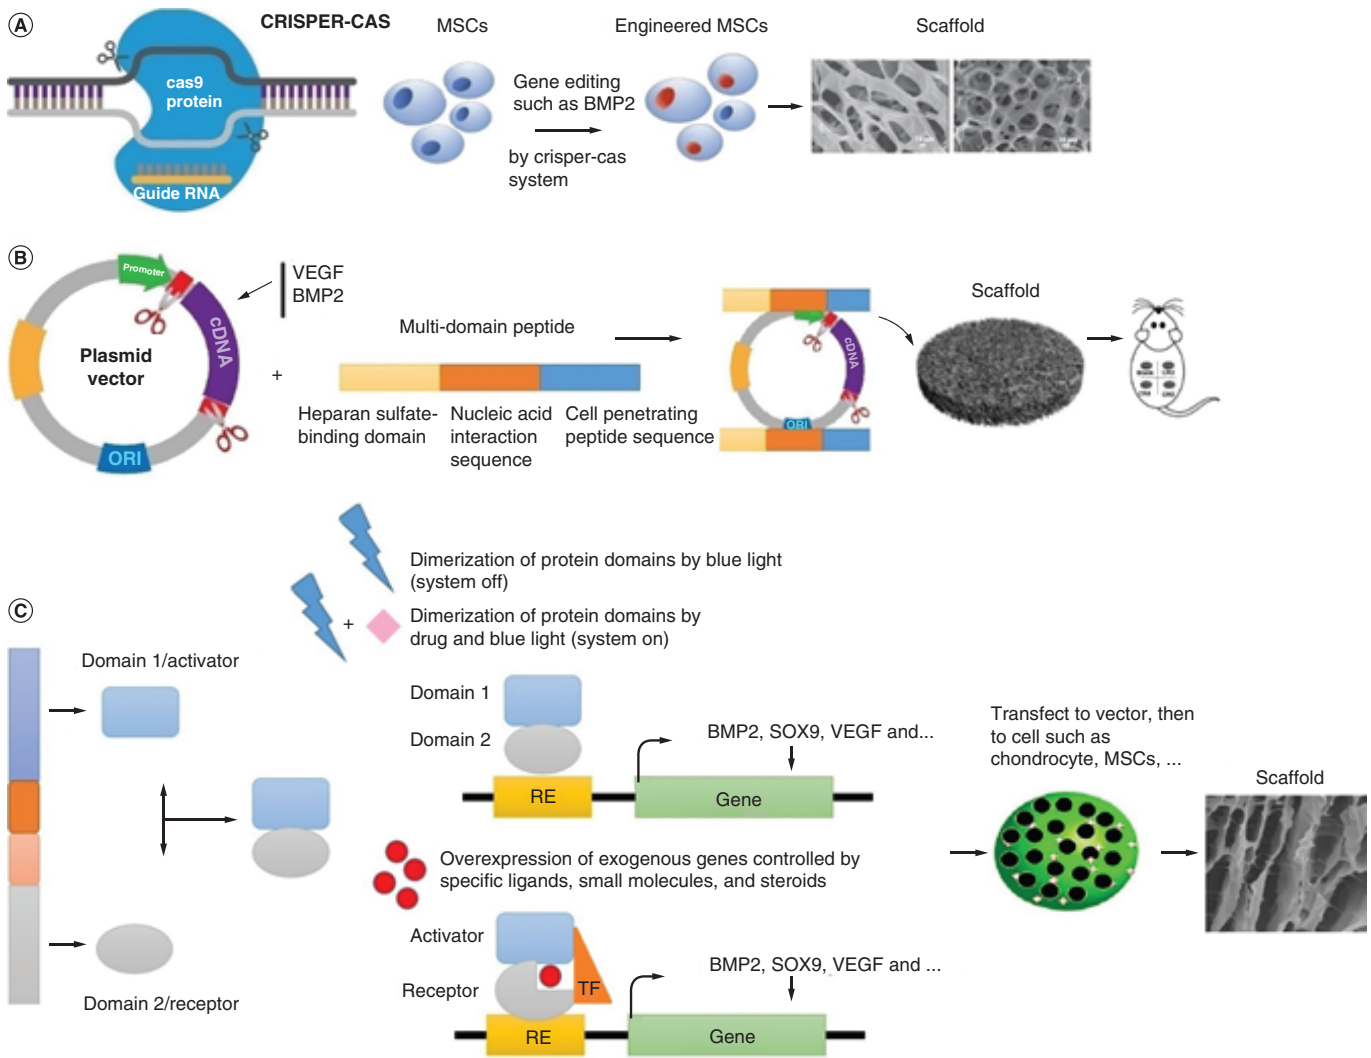 A
CRISPER-CAS
cas9
protein
Guide RNA
MSCs
Gene editing
such as BMP2
by crisper-cas
system
Engineered MSCs
Scaffold
B
Promoter
cDNA
Plasmid
vector
ORI
VEGF
BMP2
+
Multi-domain peptide
Heparan sulfate-
binding domain
Nucleic acid
interaction
sequence
Cell penetrating
peptide sequence
cDNA
ORI
Scaffold
C
Dimerization of protein domains by blue light
(system off)
+
Dimerization of protein domains by
drug and blue light (system on)
Domain 1/activator
Domain 2/receptor
Domain 1
Domain 2
RE
Gene
BMP2, SOX9, VEGF and...
Overexpression of exogenous genes controlled by
specific ligands, small molecules, and steroids
Activator
Receptor
TF
RE
Gene
BMP2, SOX9, VEGF and ...
Transfect to vector, then
to cell such as
chondrocyte, MSCs, ...
Scaffold